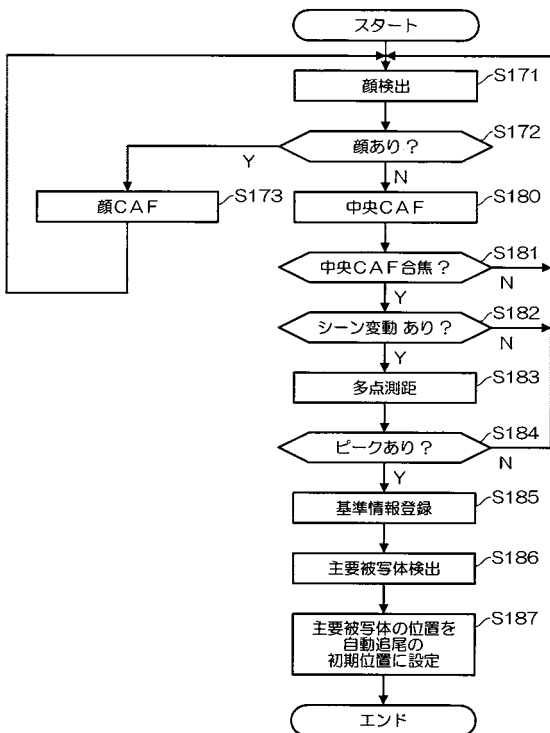 スタート
顔検出
S171
顔あり?
S172
Y
N
顔CAF
S173
中央CAF
S180
中央CAF合焦?
S181
N
Y
シーン変動 あり?
S182
N
Y
多点測距
S183
ピークあり?
S184
N
Y
基準情報登録
S185
主要被写体検出
S186
主要被写体の位置を
自動追尾の
初期位置に設定
S187
エンド